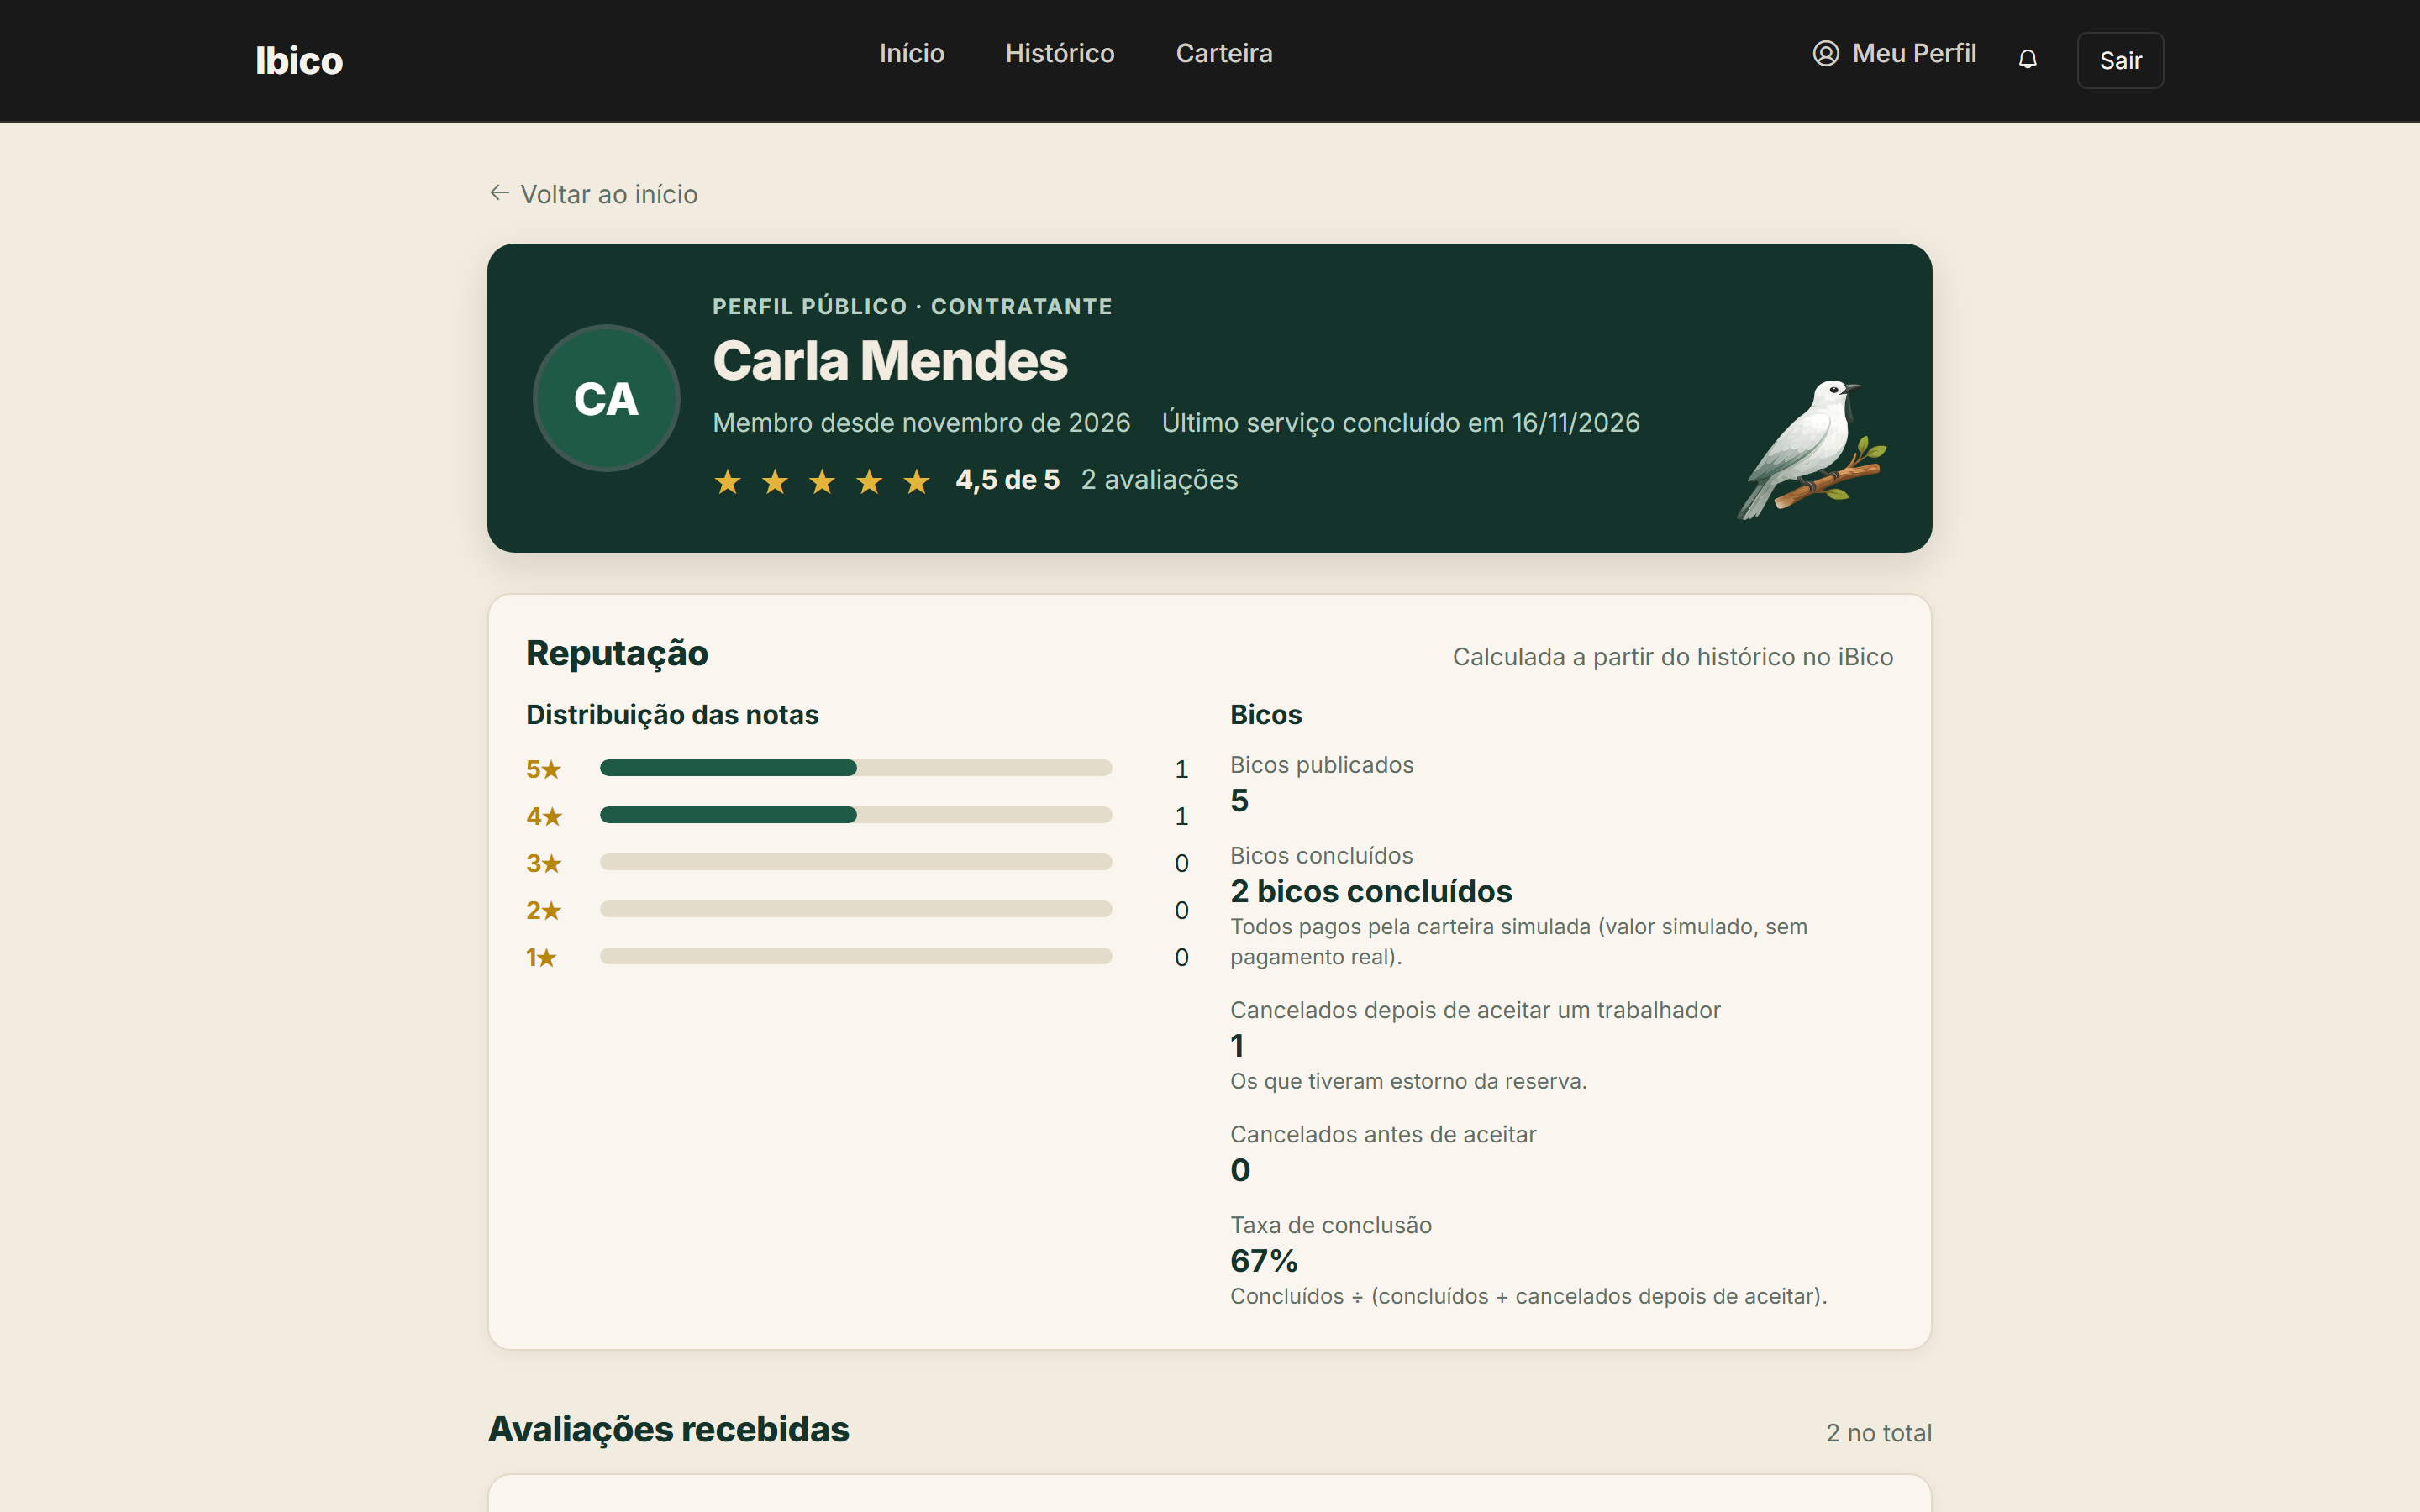 Ibico
Início
Histórico
Carteira
Meu Perfil
Sair
← Voltar ao início
PERFIL PÚBLICO · CONTRATANTE
CA
Carla Mendes
Membro desde novembro de 2026 Último serviço concluído em 16/11/2026
★ ★ ★ ★ ★ 4,5 de 5 2 avaliações
Reputação
Calculada a partir do histórico no iBico
Distribuição das notas
5★ 1
4★ 1
3★ 0
2★ 0
1★ 0
Bicos
Bicos publicados
5
Bicos concluídos
2 bicos concluídos
Todos pagos pela carteira simulada (valor simulado, sem
pagamento real).
Cancelados depois de aceitar um trabalhador
1
Os que tiveram estorno da reserva.
Cancelados antes de aceitar
0
Taxa de conclusão
67%
Concluídos ÷ (concluídos + cancelados depois de aceitar).
Avaliações recebidas
2 no total